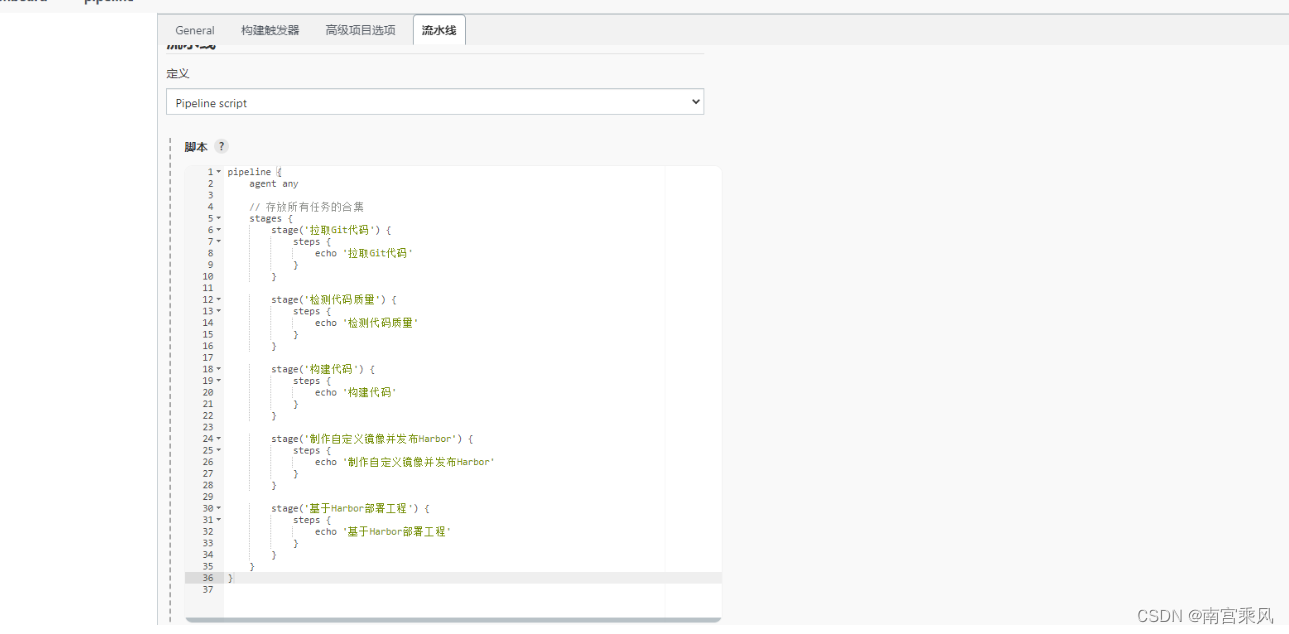 pipeline
General 构建触发器 高级项目选项 流水线
流水线
定义
Pipeline script
脚本 ?
1 pipeline {
2     agent any
3
4     // 存放所有任务的合集
5     stages {
6         stage('拉取Git代码') {
7             steps {
8                 echo '拉取Git代码'
9             }
10         }
11
12         stage('检测代码质量') {
13             steps {
14                 echo '检测代码质量'
15             }
16         }
17
18         stage('构建代码') {
19             steps {
20                 echo '构建代码'
21             }
22         }
23
24         stage('制作自定义镜像并发布Harbor') {
25             steps {
26                 echo '制作自定义镜像并发布Harbor'
27             }
28         }
29
30         stage('基于Harbor部署工程') {
31             steps {
32                 echo '基于Harbor部署工程'
33             }
34         }
35     }
36 }
37
CSDN @南宫乘风